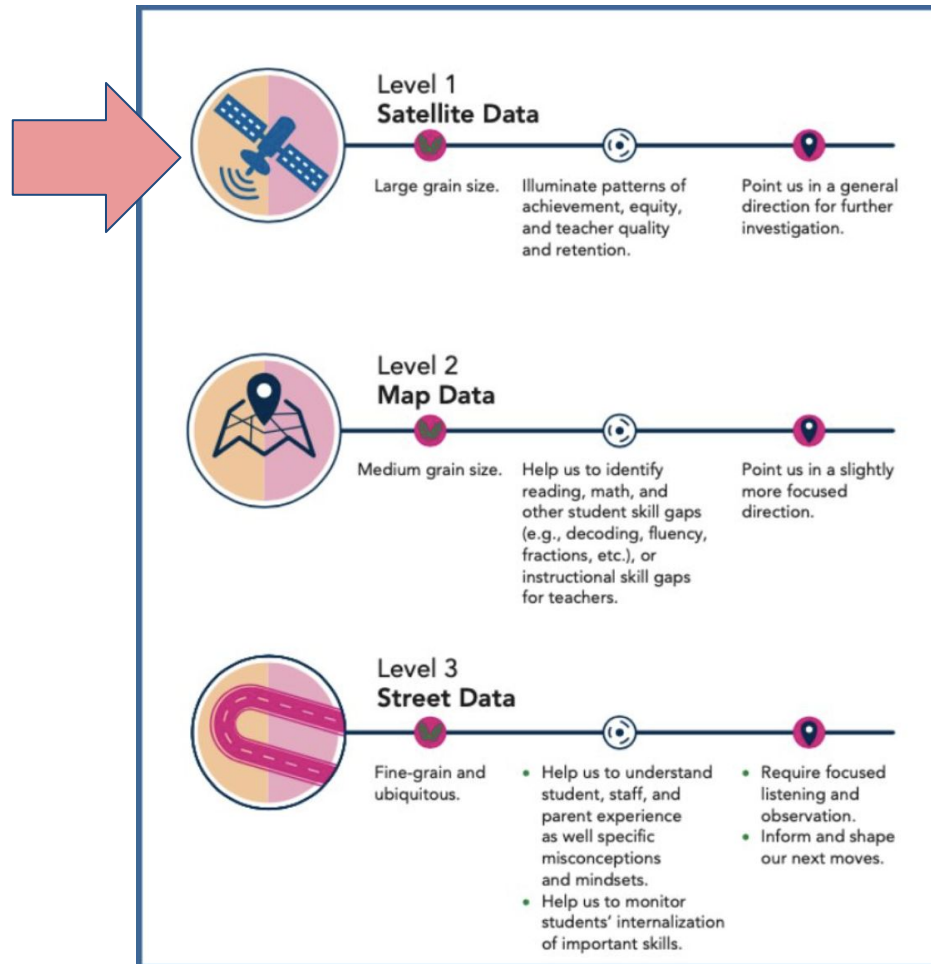 Level 1
Satellite Data
Large grain size.
Illuminate patterns of
achievement, equity,
and teacher quality
and retention.
Point us in a general
direction for further
investigation.
Level 2
Map Data
Medium grain size.
Help us to identify
reading, math, and
other student skill gaps
(e.g., decoding, fluency,
fractions, etc.), or
instructional skill gaps
for teachers.
Point us in a slightly
more focused
direction.
Level 3
Street Data
Fine-grain and
ubiquitous.
• Help us to understand
student, staff, and
parent experience
as well specific
misconceptions
and mindsets.
• Help us to monitor
students' internalization
of important skills.
• Require focused
listening and
observation.
• Inform and shape
our next moves.